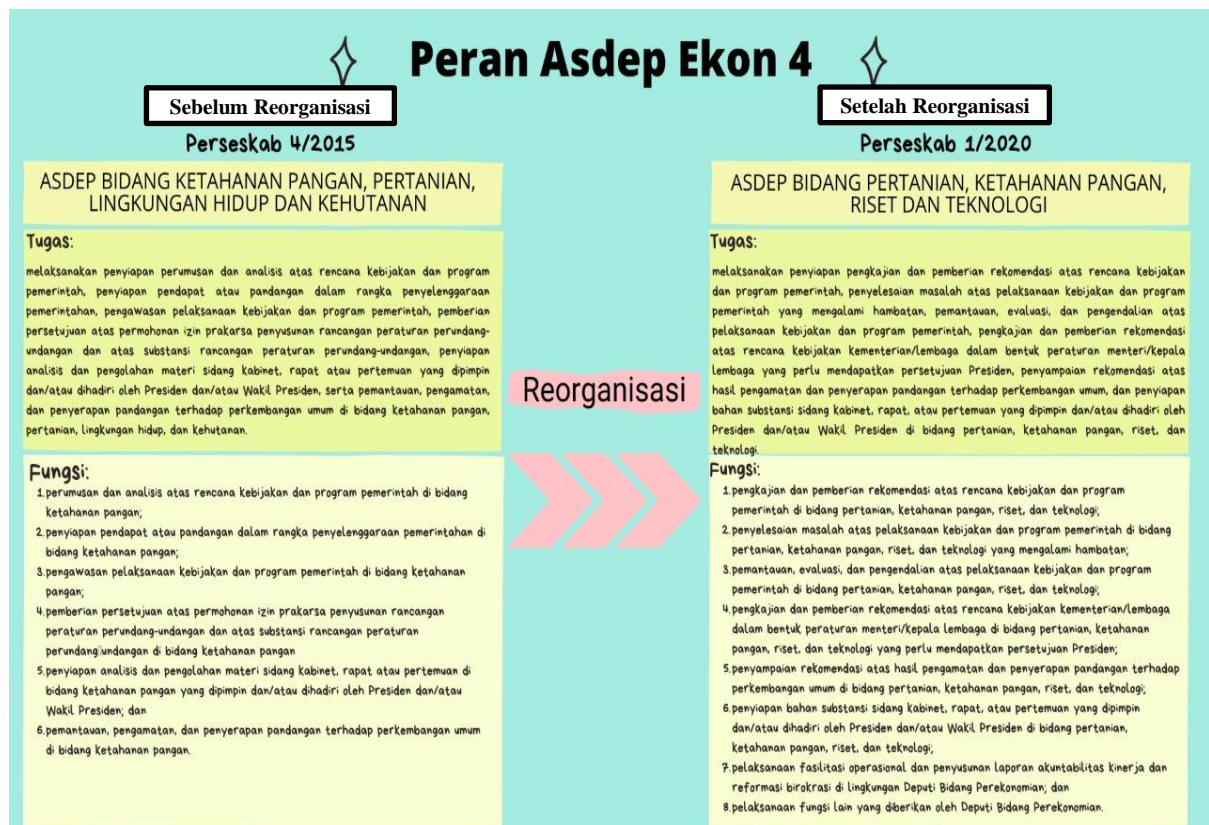 Peran Asdep Ekon 4
Sebelum Reorganisasi
Perseskab 4/2015
ASDEP BIDANG KETAHANAN PANGAN, PERTANIAN,
LINGKUNGAN HIDUP DAN KEHUTANAN
Tugas:
melaksanakan penyiapan perumusan dan analisis atas rencana kebijakan dan program
pemerintah, penyiapan pendapat atau pandangan dalam rangka penyelenggaraan
pemerintahan, pengawasan pelaksanaan kebijakan dan program pemerintah, pemberian
persetujuan atas permohonan izin prakarsa penyusunan rancangan peraturan perundang-
undangan dan atas substansi rancangan peraturan perundang-undangan, penyiapan
analisis dan pengolahan materi sidang kabinet, rapat atau pertemuan yang dipimpin
dan/atau dihadiri oleh Presiden dan/atau Wakil Presiden, serta pemantauan, pengamatan,
dan penyerapan pandangan terhadap perkembangan umum di bidang ketahanan pangan,
pertanian, lingkungan hidup, dan kehutanan.
Fungsi:
1.perumusan dan analisis atas rencana kebijakan dan program pemerintah di bidang
ketahanan pangan;
2.penyiapan pendapat atau pandangan dalam rangka penyelenggaraan pemerintahan di
bidang ketahanan pangan;
3.pengawasan pelaksanaan kebijakan dan program pemerintah di bidang ketahanan
pangan;
4.pemberian persetujuan atas permohonan izin prakarsa penyusunan rancangan
peraturan perundang-undangan dan atas substansi rancangan peraturan
perundang undangan di bidang ketahanan pangan
5.penyiapan analisis dan pengolahan materi sidang kabinet, rapat atau pertemuan di
bidang ketahanan pangan yang dipimpin dan/atau dihadiri oleh Presiden dan/atau
Wakil Presiden; dan
6.pemantauan, pengamatan, dan penyerapan pandangan terhadap perkembangan umum
di bidang ketahanan pangan.
Reorganisasi
Setelah Reorganisasi
Perseskab 1/2020
ASDEP BIDANG PERTANIAN, KETAHANAN PANGAN,
RISET DAN TEKNOLOGI
Tugas:
melaksanakan penyiapan pengkajian dan pemberian rekomendasi atas rencana kebijakan
dan program pemerintah, penyelesaian masalah atas pelaksanaan kebijakan dan program
pemerintah yang mengalami hambatan, pemantauan, evaluasi, dan pengendalian atas
pelaksanaan kebijakan dan program pemerintah, pengkajian dan pemberian rekomendasi
atas rencana kebijakan kementerian/lembaga dalam bentuk peraturan menteri/kepala
lembaga yang perlu mendapatkan persetujuan Presiden, penyampaian rekomendasi atas
hasil pengamatan dan penyerapan pandangan terhadap perkembangan umum, dan penyiapan
bahan substansi sidang kabinet, rapat, atau pertemuan yang dipimpin dan/atau dihadiri oleh
Presiden dan/atau Wakil Presiden di bidang pertanian, ketahanan pangan, riset, dan
teknologi.
Fungsi:
1.pengkajian dan pemberian rekomendasi atas rencana kebijakan dan program
pemerintah di bidang pertanian, ketahanan pangan, riset, dan teknologi;
2.penyelesaian masalah atas pelaksanaan kebijakan dan program pemerintah di bidang
pertanian, ketahanan pangan, riset, dan teknologi yang mengalami hambatan;
3.pemantauan, evaluasi, dan pengendalian atas pelaksanaan kebijakan dan program
pemerintah di bidang pertanian, ketahanan pangan, riset, dan teknologi;
4.pengkajian dan pemberian rekomendasi atas rencana kebijakan kementerian/lembaga
dalam bentuk peraturan menteri/kepala lembaga di bidang pertanian, ketahanan
pangan, riset, dan teknologi yang perlu mendapatkan persetujuan Presiden;
5.penyampaian rekomendasi atas hasil pengamatan dan penyerapan pandangan terhadap
perkembangan umum di bidang pertanian, ketahanan pangan, riset, dan teknologi;
6.penyiapan bahan substansi sidang kabinet, rapat, atau pertemuan yang dipimpin
dan/atau dihadiri oleh Presiden dan/atau Wakil Presiden di bidang pertanian,
ketahanan pangan, riset, dan teknologi;
7.pelaksanaan fasilitasi operasional dan penyusunan laporan akuntabilitas kinerja dan
reformasi birokrasi di lingkungan Deputi Bidang Perekonomian; dan
8.pelaksanaan fungsi lain yang diberikan oleh Deputi Bidang Perekonomian.